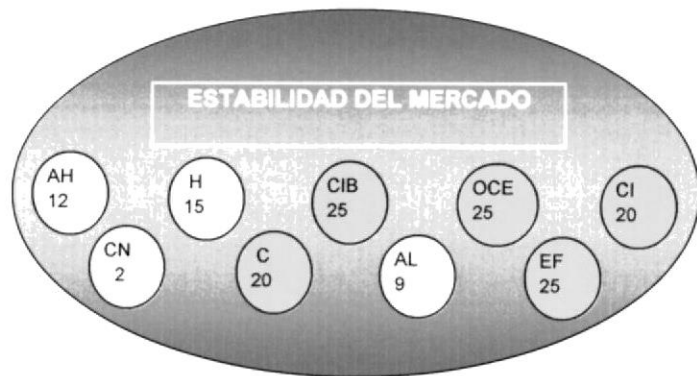 ESTABILIDAD DEL MERCADO
AH
12
H
15
CIB
25
OCE
25
CI
20
CN
2
C
20
AL
9
EF
25